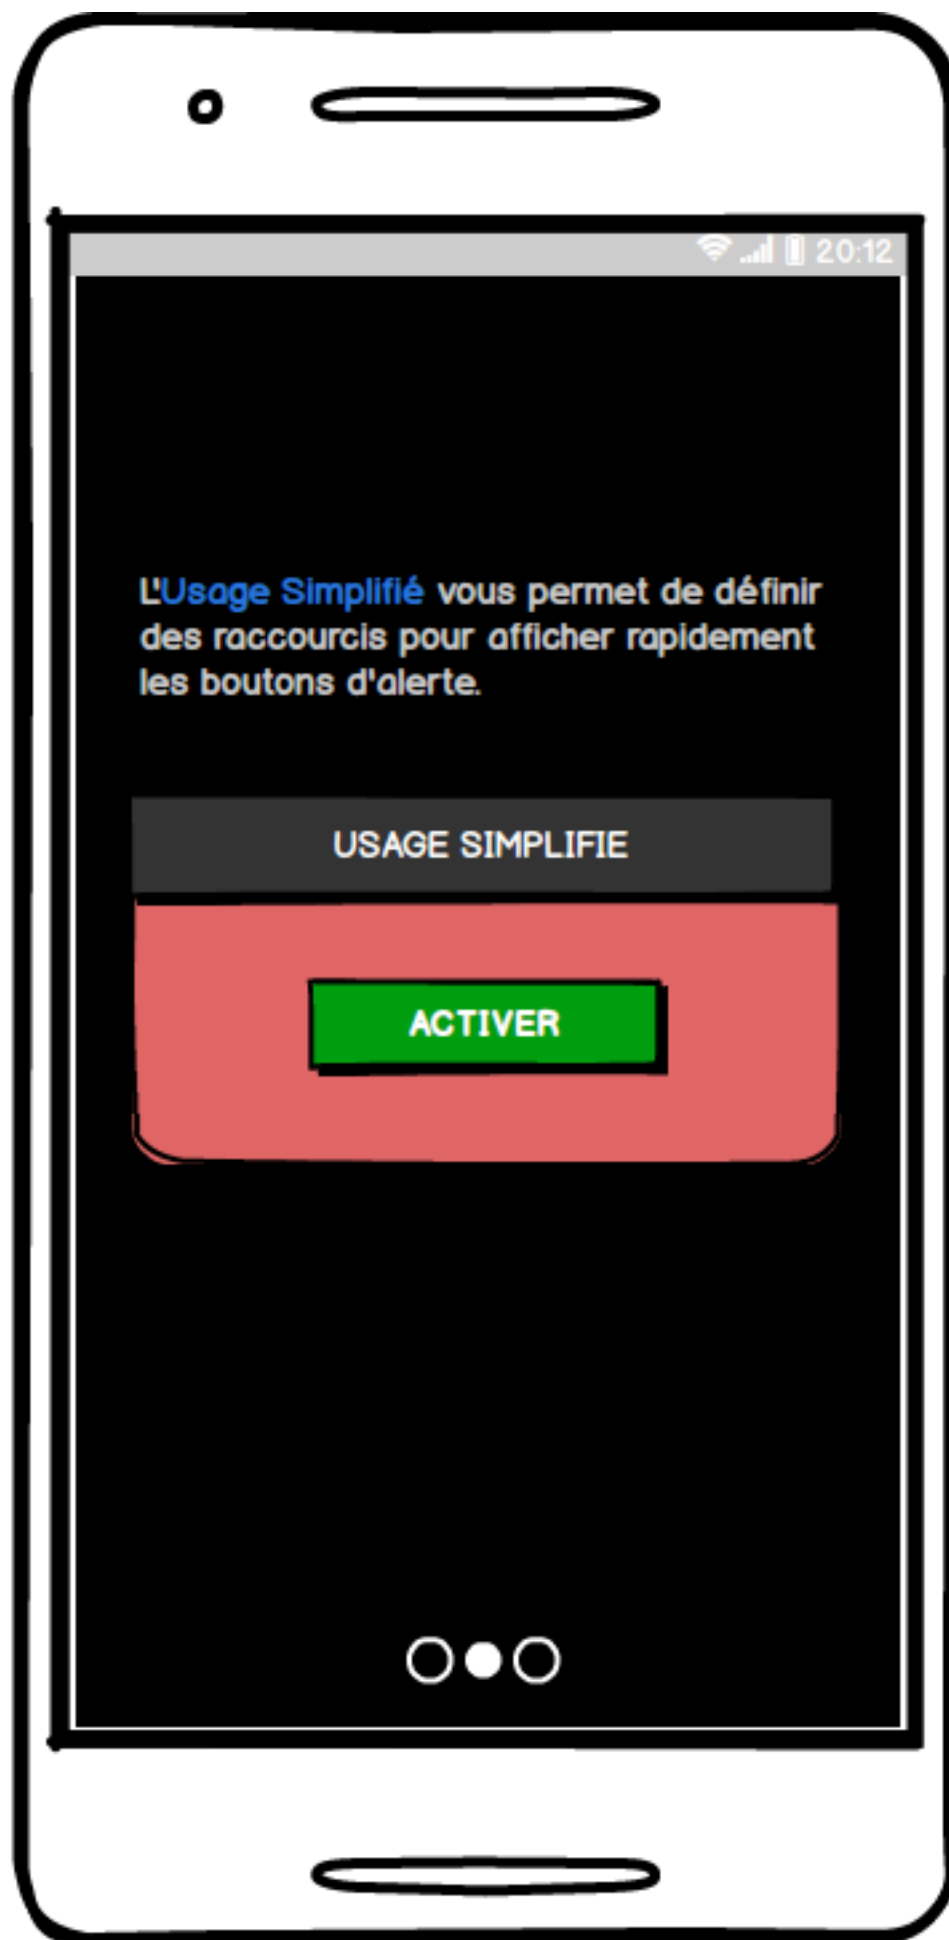 20:12
L'Usage Simplifié vous permet de définir
des raccourcis pour afficher rapidement
les boutons d'alerte.
USAGE SIMPLIFIE
ACTIVER